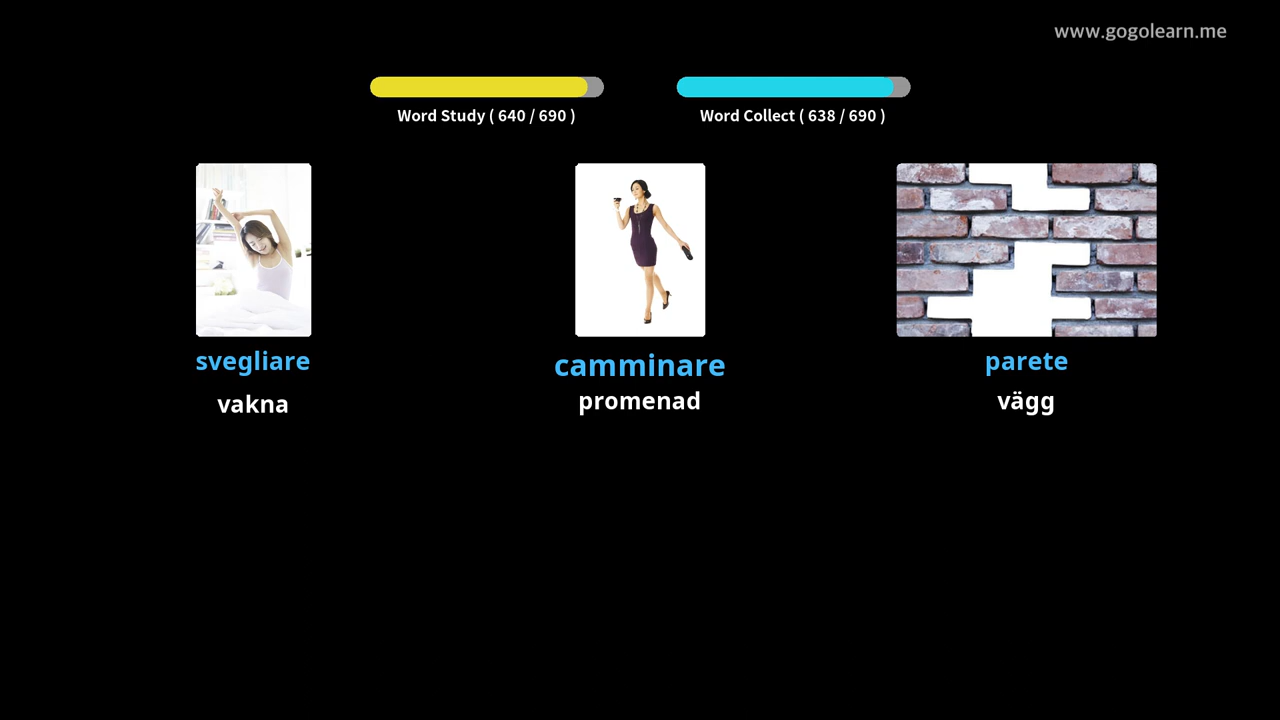 www.gogolearn.me
Word Study ( 640 / 690 )
Word Collect ( 638 / 690 )
svegliare
vakna
camminare
promenad
parete
vägg